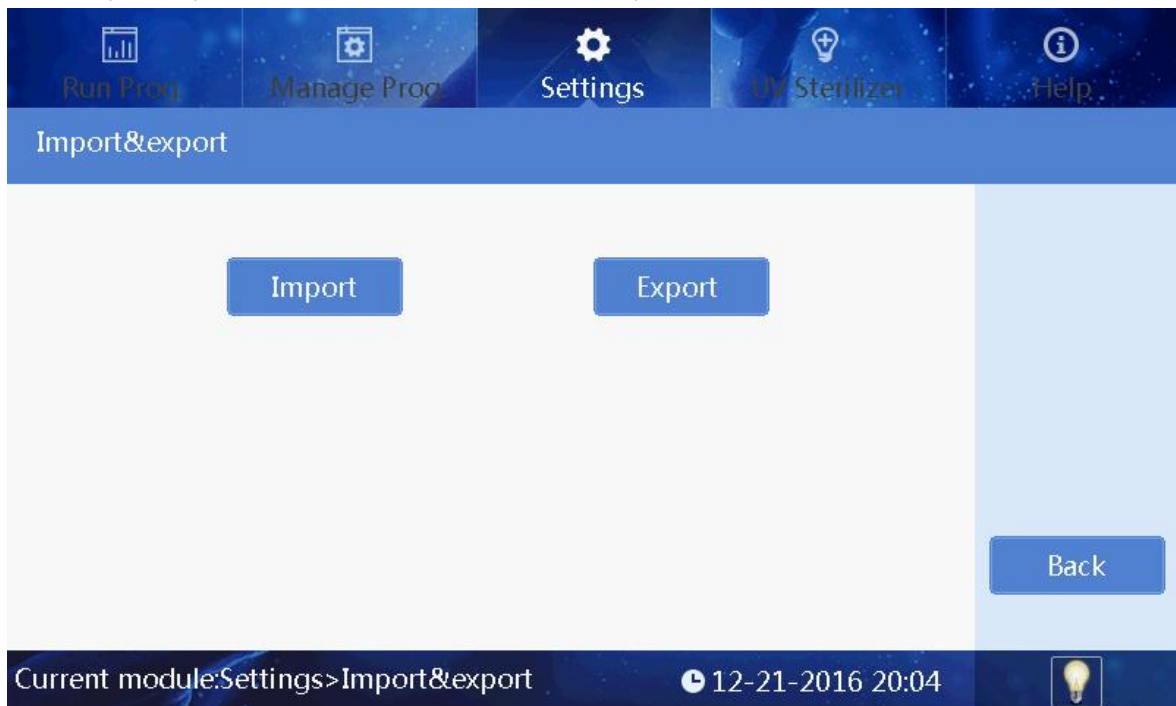 Run Prog.
Manage Prog.
Settings
UV Sterilizer
Help
Import&export
Import
Export
Back
Current module:Settings>Import&export
12-21-2016 20:04